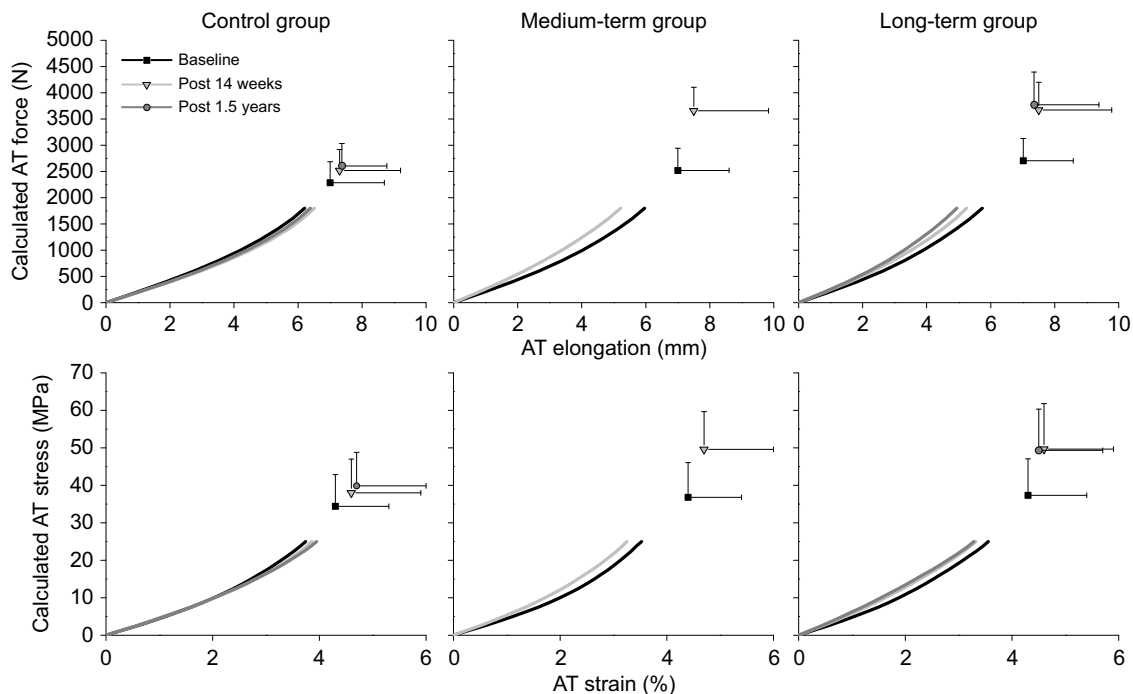 Control group
Medium-term group
Long-term group
Calculated AT force (N)
5000
4500
4000
3500
3000
2500
2000
1500
1000
500
0
Baseline
Post 14 weeks
Post 1.5 years
0 2 4 6 8 10
0 2 4 6 8 10
0 2 4 6 8 10
AT elongation (mm)
Calculated AT stress (MPa)
70
60
50
40
30
20
10
0
0 2 4 6
0 2 4 6
0 2 4 6
AT strain (%)